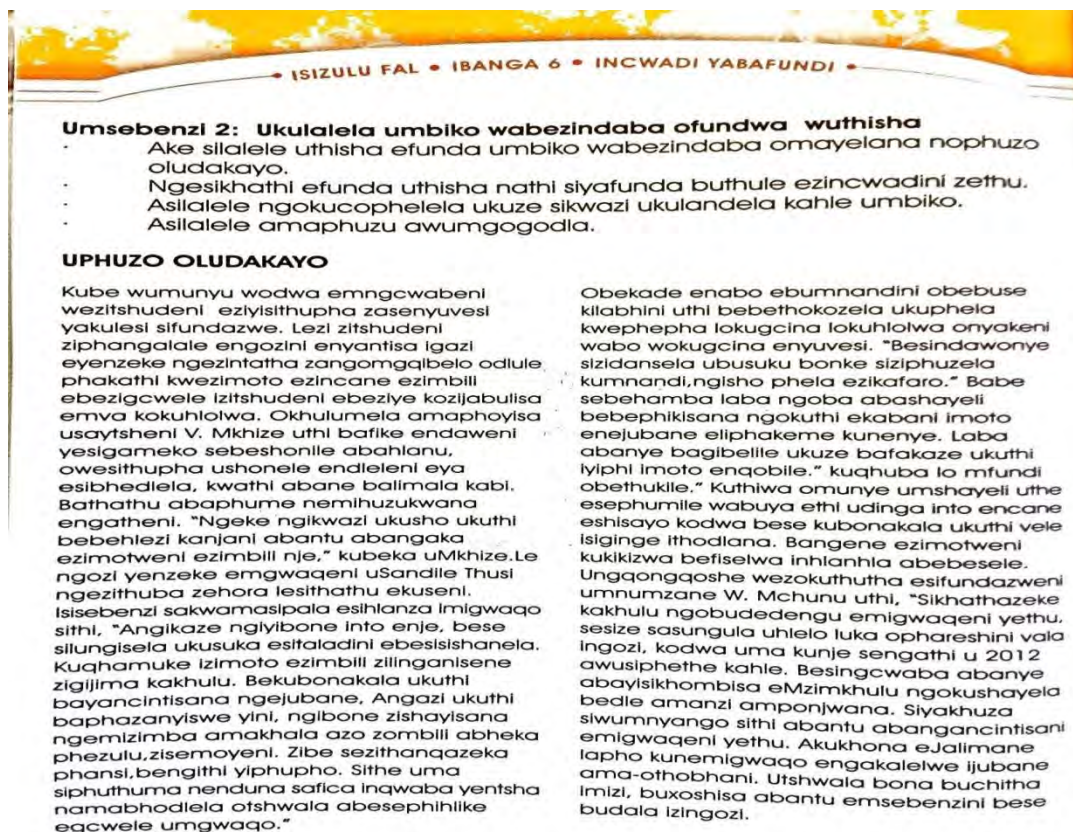 ISIZULU FAL • IBANGA 6 • INCWADI YABAFUNDI
Umsebenzi 2: Ukulalela umbiko wabezindaba ofundwa wuthisha
· Ake silalele uthisha efunda umbiko wabezindaba omayelana nophuzo
oludakayo.
· Ngesikhathi efunda uthisha nathi siyafunda buthule ezincwadini zethu.
· Asilalele ngokucophelela ukuze sikwazi ukulandela kahle umbiko.
· Asilalele amaphuzu awumgogodla.
UPHUZO OLUDAKAYO
Kube wumunyu wodwa emngcwabeni
wezitshudeni eziyisithupha zasenyuvesi
yakulesi sifundazwe. Lezi zitshudeni
ziphangalale engozini enyantisa igazi
eyenzeke ngezintatha zangomgqibelo odlule
phakathi kwezimoto ezincane ezimbili
ebezigcwele izitshudeni ebeziye kozijabulisa
emva kokuhlolwa. Okhulumela amaphoyisa
usaytsheni V. Mkhize uthi bafike endaweni
yesigameko sebeshonile abahlanu,
owesithupha ushonele endleleni eya
esibhedlela, kwathi abane balimala kabi.
Bathathu abaphume nemihuzukwana
engatheni. "Ngeke ngikwazi ukusho ukuthi
bebehlezi kanjani abantu abangaka
ezimotweni ezimbili nje," kubeka uMkhize.Le
ngozi yenzeke emgwaqeni uSandile Thusi
ngezithuba zehora lesithathu ekuseni.
Isisebenzi sakwamasipala esihlanza imigwaqo
sithi, "Angikaze ngiyibone into enje, bese
silungisela ukusuka esitaladini ebesisishanela.
Kuqhamuke izimoto ezimbili zilinganisene
zigijima kakhulu. Bekubonakala ukuthi
bayancintisana ngejubane, Angazi ukuthi
baphazanyiswe yini, ngibone zishayisana
ngemizimba amakhala azo zombili abheka
phezulu,zisemoyeni. Zibe sezithanqazeka
phansi,bengithi yiphupho. Sithe uma
siphuthuma nenduna safica inqwaba yentsha
namabhodlela otshwala abesephihlike
egcwele umgwaqo."
Obekade enabo ebumnandini obebuse
kilabhini uthi bebethokozela ukuphela
kwephepha lokugcina lokuhlolwa onyakeni
wabo wokugcina enyuvesi. "Besindawonye
sizidansela ubusuku bonke siziphuzela
kumnandi,ngisho phela ezikafaro." Babe
sebehamba laba ngoba abashayeli
bebephikisana ngokuthi ekabani imoto
enejubane eliphakeme kunenye. Laba
abanye bagibelile ukuze bafakaze ukuthi
iyiphi imoto enqobile." kuqhuba lo mfundi
obethukile." Kuthiwa omunye umshayeli uthe
esephumile wabuya ethi udinga into encane
eshisayo kodwa bese kubonakala ukuthi vele
isiginge ithodlana. Bangene ezimotweni
kukikizwa befiselwa inhlanhla abebesele.
Ungqongqoshe wezokuthutha esifundazweni
umnumzane W. Mchunu uthi, "Sikhathazeke
kakhulu ngobudedengu emigwaqeni yethu,
sesize sasungula uhlelo luka ophareshini vala
ingozi, kodwa uma kunje sengathi u 2012
awusiphethe kahle. Besingcwaba abanye
abayisikhombisa eMzimkhulu ngokushayela
bedle amanzi amponjwana. Siyakhuza
siwumnyango sithi abantu abangancintisani
emigwaqeni yethu. Akukhona eJalimane
lapho kunemigwaqo engakalelwe ijubane
ama-othobhani. Utshwala bona buchitha
imizi, buxoshisa abantu emsebenzini bese
budala izingozi.